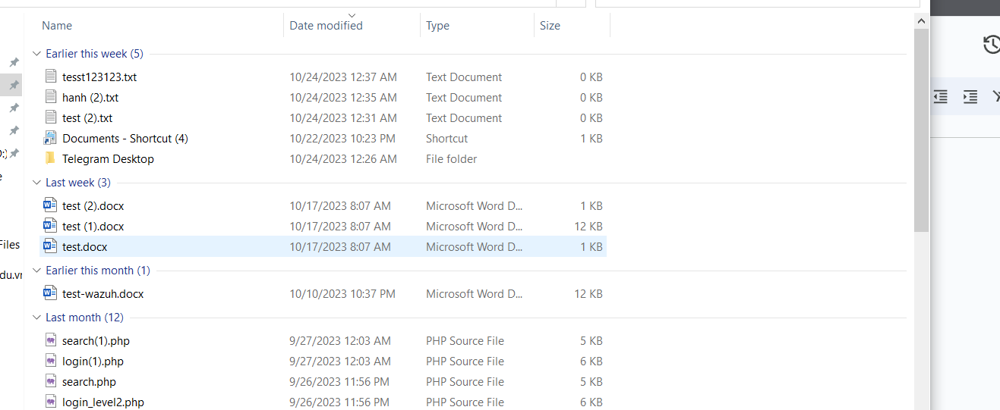 Name Date modified Type Size
Earlier this week (5)
tesst123123.txt 10/24/2023 12:37 AM Text Document 0 KB
hanh (2).txt 10/24/2023 12:35 AM Text Document 0 KB
test (2).txt 10/24/2023 12:31 AM Text Document 0 KB
Documents - Shortcut (4) 10/22/2023 10:23 PM Shortcut 1 KB
:) Telegram Desktop 10/24/2023 12:26 AM File folder
e
Last week (3)
test (2).docx 10/17/2023 8:07 AM Microsoft Word D... 1 KB
test (1).docx 10/17/2023 8:07 AM Microsoft Word D... 12 KB
Files test.docx 10/17/2023 8:07 AM Microsoft Word D... 1 KB
du.vr
Earlier this month (1)
test-wazuh.docx 10/10/2023 10:37 PM Microsoft Word D... 12 KB
Last month (12)
search(1).php 9/27/2023 12:03 AM PHP Source File 5 KB
login(1).php 9/27/2023 12:03 AM PHP Source File 6 KB
search.php 9/26/2023 11:56 PM PHP Source File 5 KB
login_level2.php 9/26/2023 11:56 PM PHP Source File 6 KB